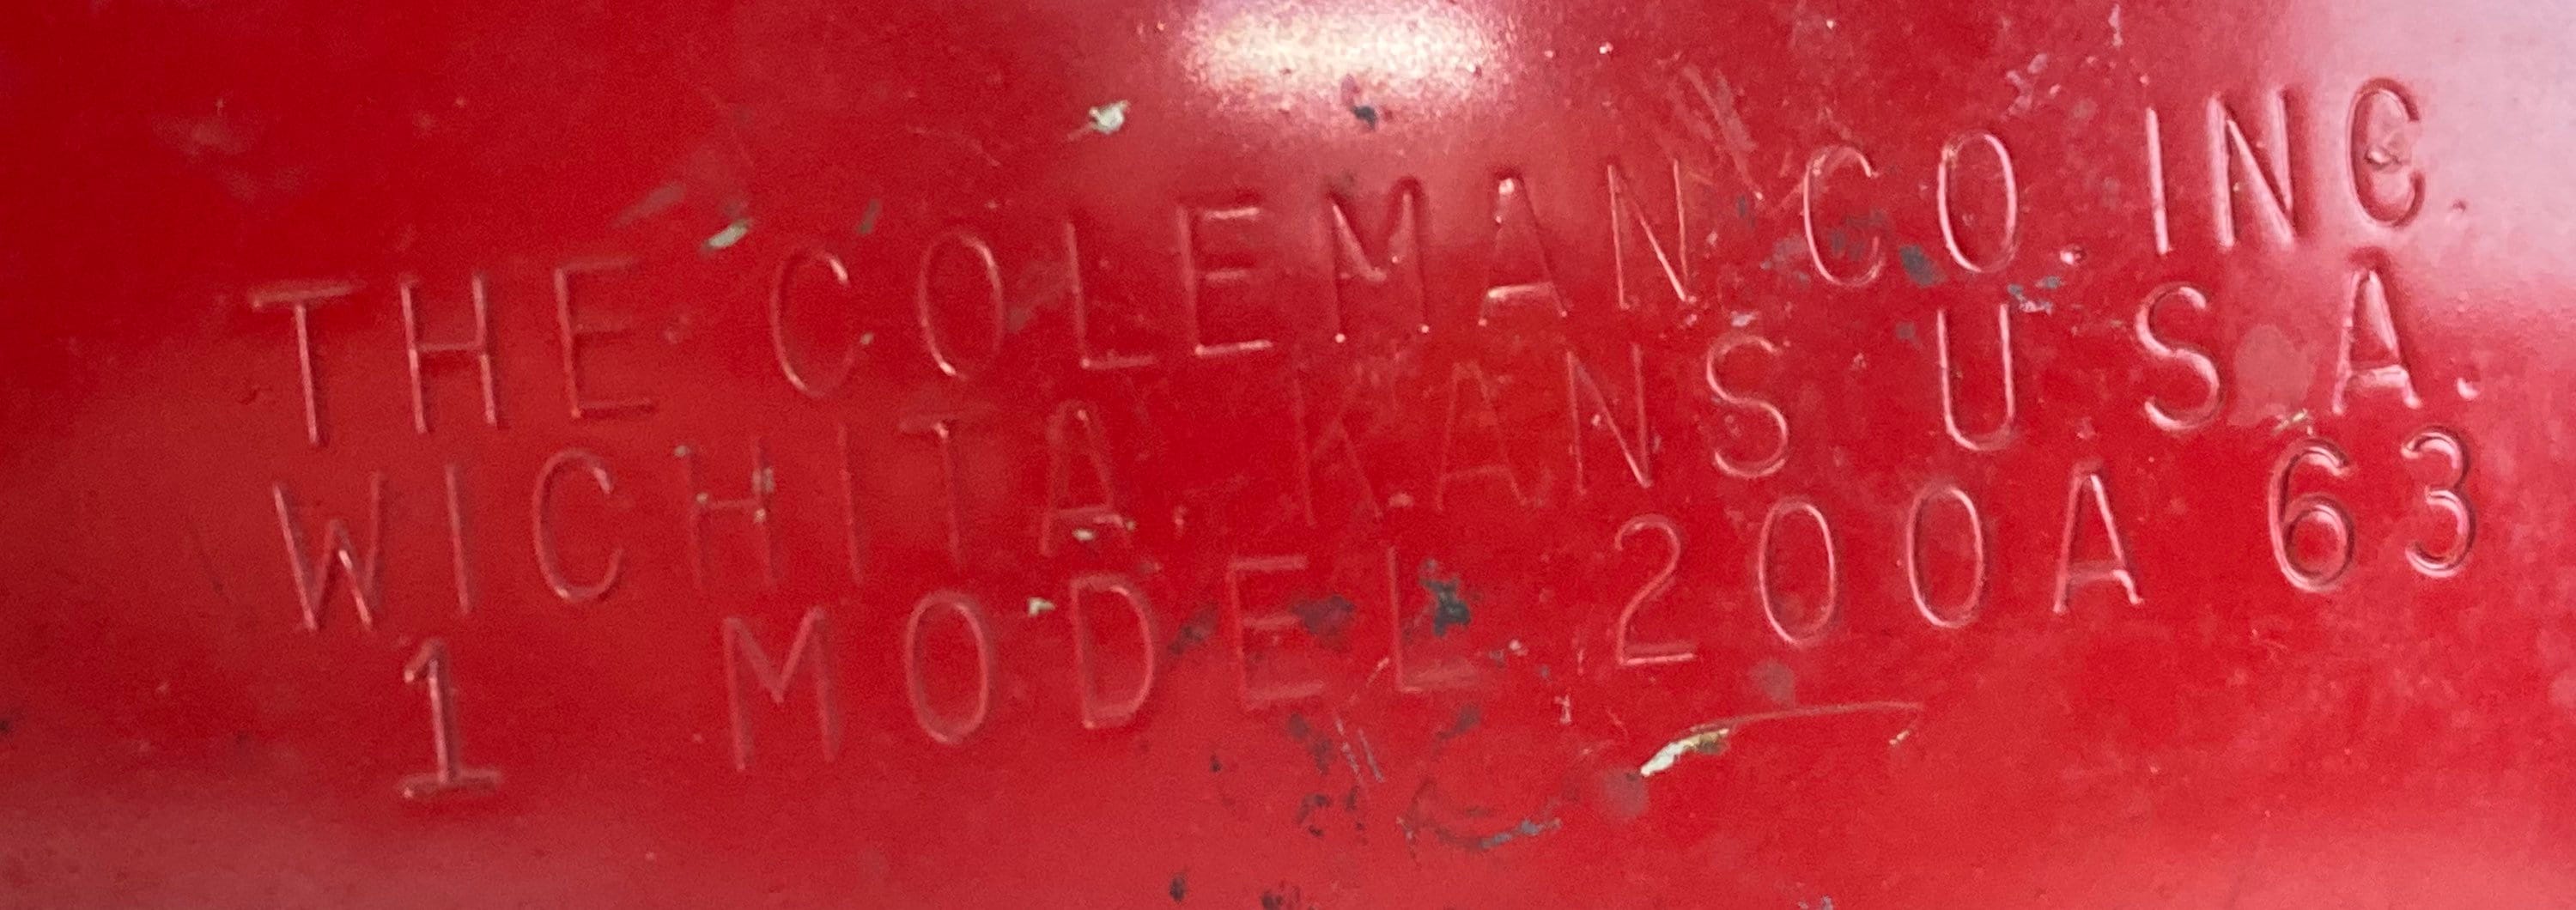 THE COLEMAN CO. INC.
WICHITA, KANS U.S.A.
1 MODEL 200A 63